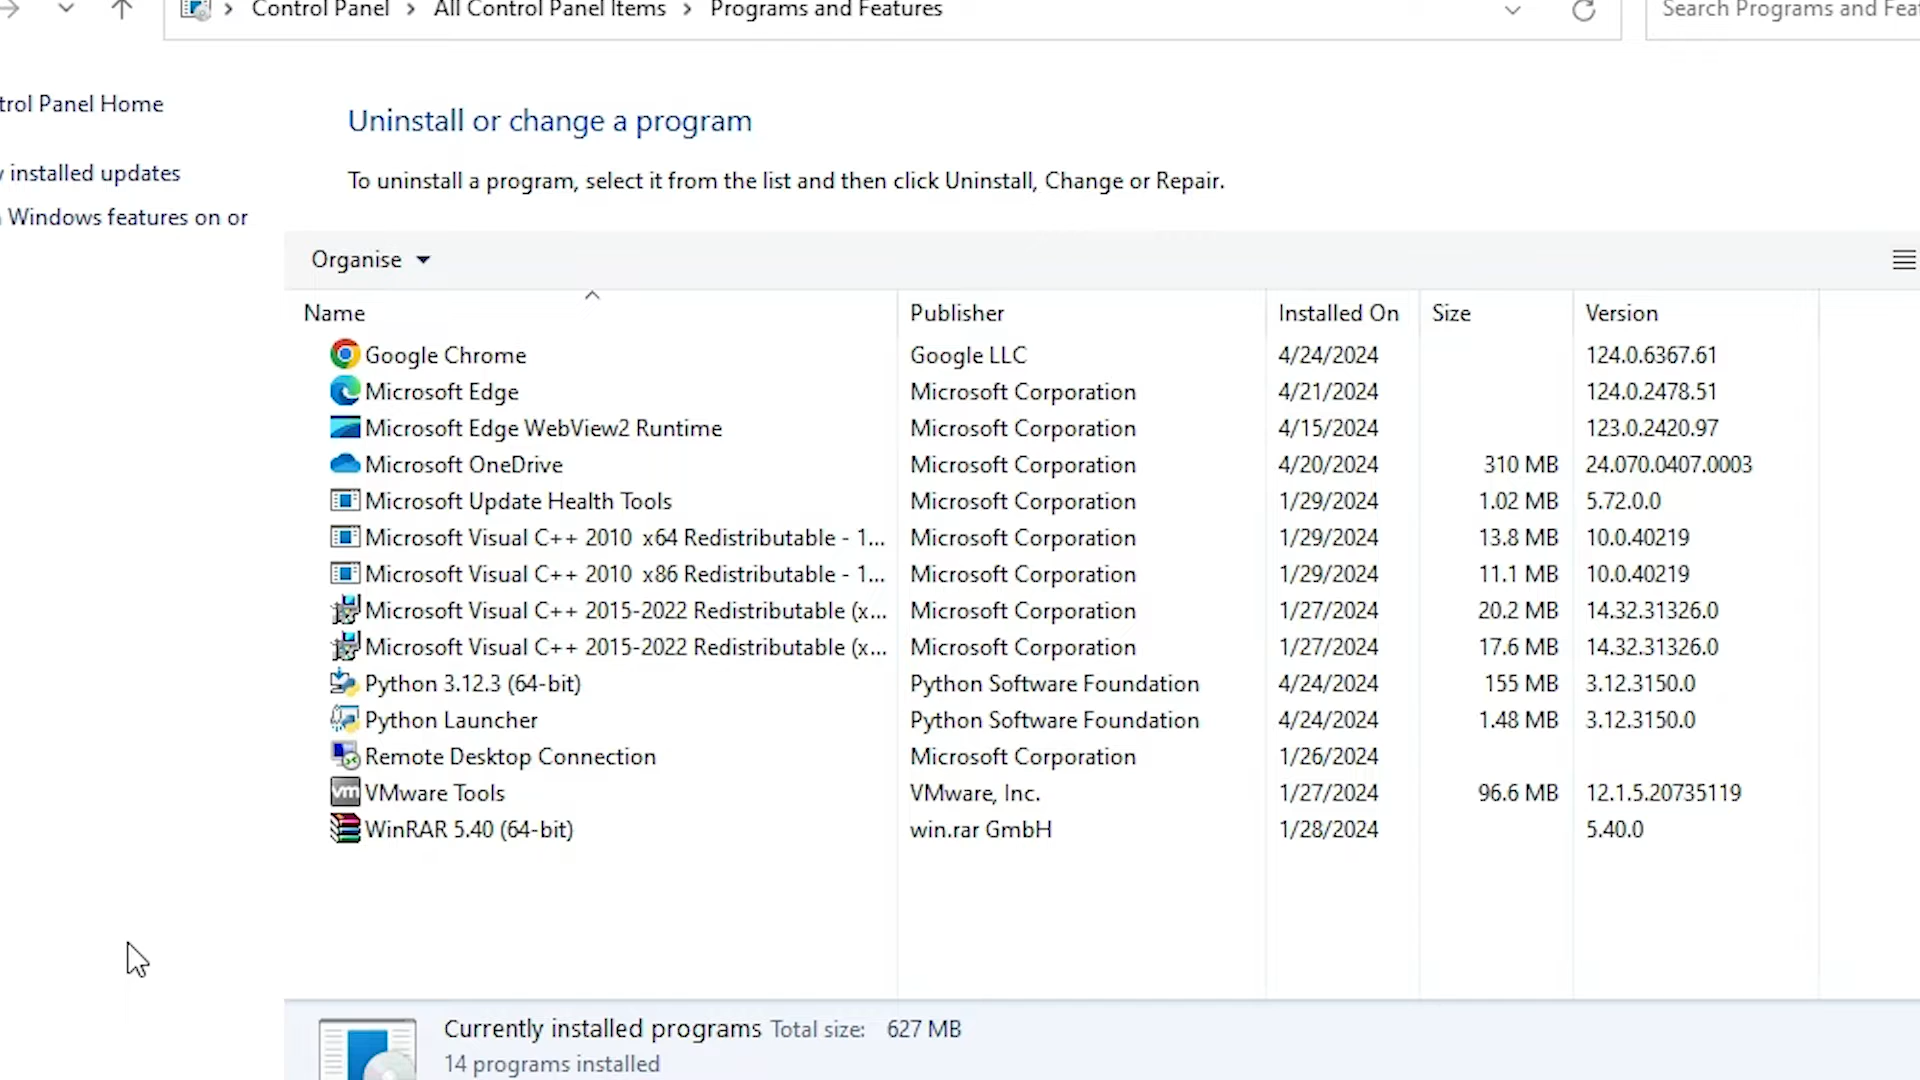 Control Panel > All Control Panel Items > Programs and Features
Search Programs and Fea
trol Panel Home
installed updates
Windows features on or
Uninstall or change a program
To uninstall a program, select it from the list and then click Uninstall, Change or Repair.
Organise
Name Publisher Installed On Size Version
Google Chrome Google LLC 4/24/2024 124.0.6367.61
Microsoft Edge Microsoft Corporation 4/21/2024 124.0.2478.51
Microsoft Edge WebView2 Runtime Microsoft Corporation 4/15/2024 123.0.2420.97
Microsoft OneDrive Microsoft Corporation 4/20/2024 310 MB 24.070.0407.0003
Microsoft Update Health Tools Microsoft Corporation 1/29/2024 1.02 MB 5.72.0.0
Microsoft Visual C++ 2010 x64 Redistributable - 1... Microsoft Corporation 1/29/2024 13.8 MB 10.0.40219
Microsoft Visual C++ 2010 x86 Redistributable - 1... Microsoft Corporation 1/29/2024 11.1 MB 10.0.40219
Microsoft Visual C++ 2015-2022 Redistributable (x... Microsoft Corporation 1/27/2024 20.2 MB 14.32.31326.0
Microsoft Visual C++ 2015-2022 Redistributable (x... Microsoft Corporation 1/27/2024 17.6 MB 14.32.31326.0
Python 3.12.3 (64-bit) Python Software Foundation 4/24/2024 155 MB 3.12.3150.0
Python Launcher Python Software Foundation 4/24/2024 1.48 MB 3.12.3150.0
Remote Desktop Connection Microsoft Corporation 1/26/2024
vm VMware Tools VMware, Inc. 1/27/2024 96.6 MB 12.1.5.20735119
WinRAR 5.40 (64-bit) win.rar GmbH 1/28/2024 5.40.0
Currently installed programs Total size: 627 MB
14 programs installed